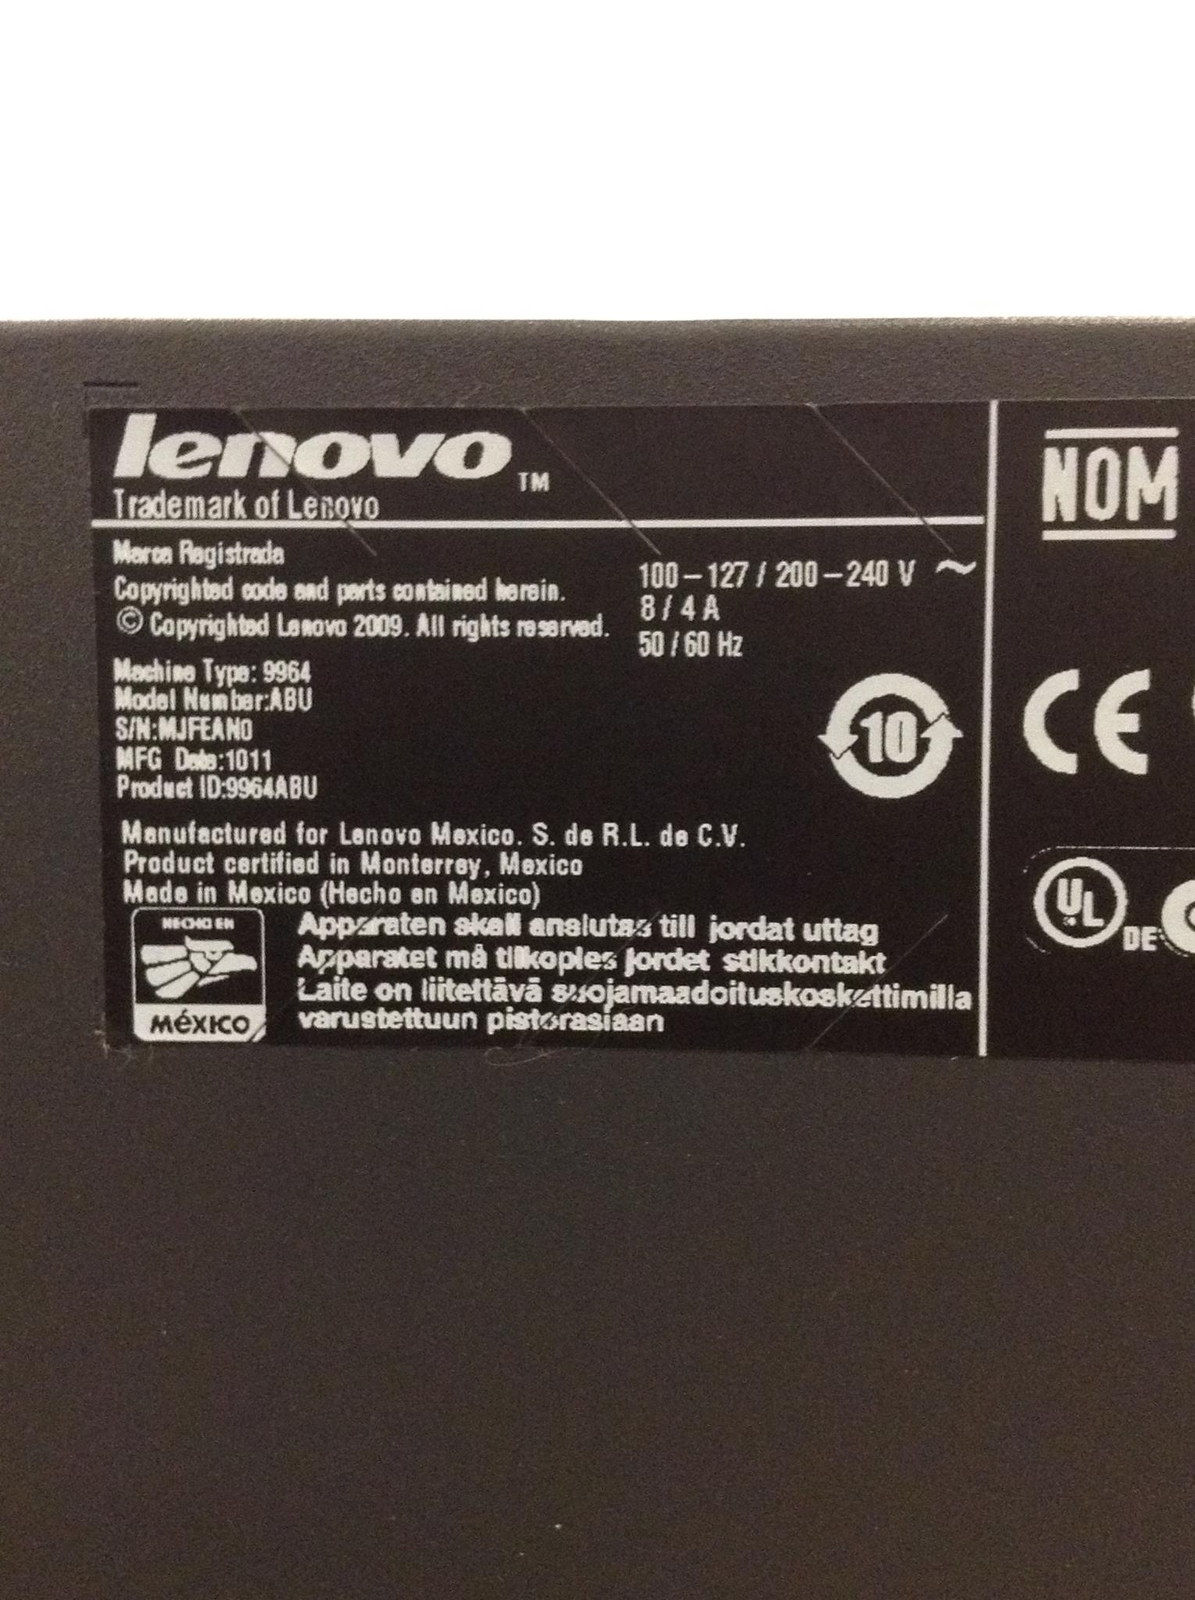 lenovo TM
Trademark of Lenovo
Marca Registrada
Copyrighted code and parts contained herein.
© Copyrighted Lenovo 2009. All rights reserved.
100-127 / 200-240 V ~
8 / 4 A
50 / 60 Hz
Machine Type: 9964
Model Number:ABU
S/N:MJFEAN0
MFG Date:1011
Product ID:9964ABU
10
Manufactured for Lenovo Mexico. S. de R.L. de C.V.
Product certified in Monterrey, Mexico
Made in Mexico (Hecho en Mexico)
HECHO EN
MÉXICO
Apparaten skall anslutas till jordat uttag
Apparatet må tilkoples jordet stikkontakt
Laite on liitettävä suojamaadoituskoskettimilla
varustettuun pistorasiaan
NOM
CE
UL
DE